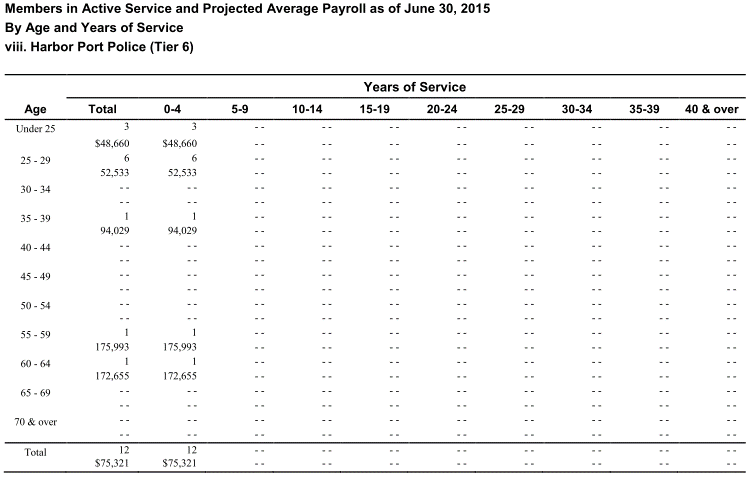 Members in Active Service and Projected Average Payroll as of June 30, 2015
By Age and Years of Service
viii. Harbor Port Police (Tier 6)
Years of Service
Age Total 0-4 5-9 10-14 15-19 20-24 25-29 30-34 35-39 40 & over
Under 25 3 3 - - - - - - - - - - - - - - - -
$48,660 $48,660 - - - - - - - - - - - - - - - -
25 - 29 6 6 - - - - - - - - - - - - - - - -
52,533 52,533 - - - - - - - - - - - - - - - -
30 - 34 - - - - - - - - - - - - - - - - - - - -
- - - - - - - - - - - - - - - - - - - -
35 - 39 1 1 - - - - - - - - - - - - - - - -
94,029 94,029 - - - - - - - - - - - - - - - -
40 - 44 - - - - - - - - - - - - - - - - - - - -
- - - - - - - - - - - - - - - - - - - -
45 - 49 - - - - - - - - - - - - - - - - - - - -
- - - - - - - - - - - - - - - - - - - -
50 - 54 - - - - - - - - - - - - - - - - - - - -
- - - - - - - - - - - - - - - - - - - -
55 - 59 1 1 - - - - - - - - - - - - - - - -
175,993 175,993 - - - - - - - - - - - - - - - -
60 - 64 1 1 - - - - - - - - - - - - - - - -
172,655 172,655 - - - - - - - - - - - - - - - -
65 - 69 - - - - - - - - - - - - - - - - - - - -
- - - - - - - - - - - - - - - - - - - -
70 & over - - - - - - - - - - - - - - - - - - - -
- - - - - - - - - - - - - - - - - - - -
Total 12 12 - - - - - - - - - - - - - - - -
$75,321 $75,321 - - - - - - - - - - - - - - - -